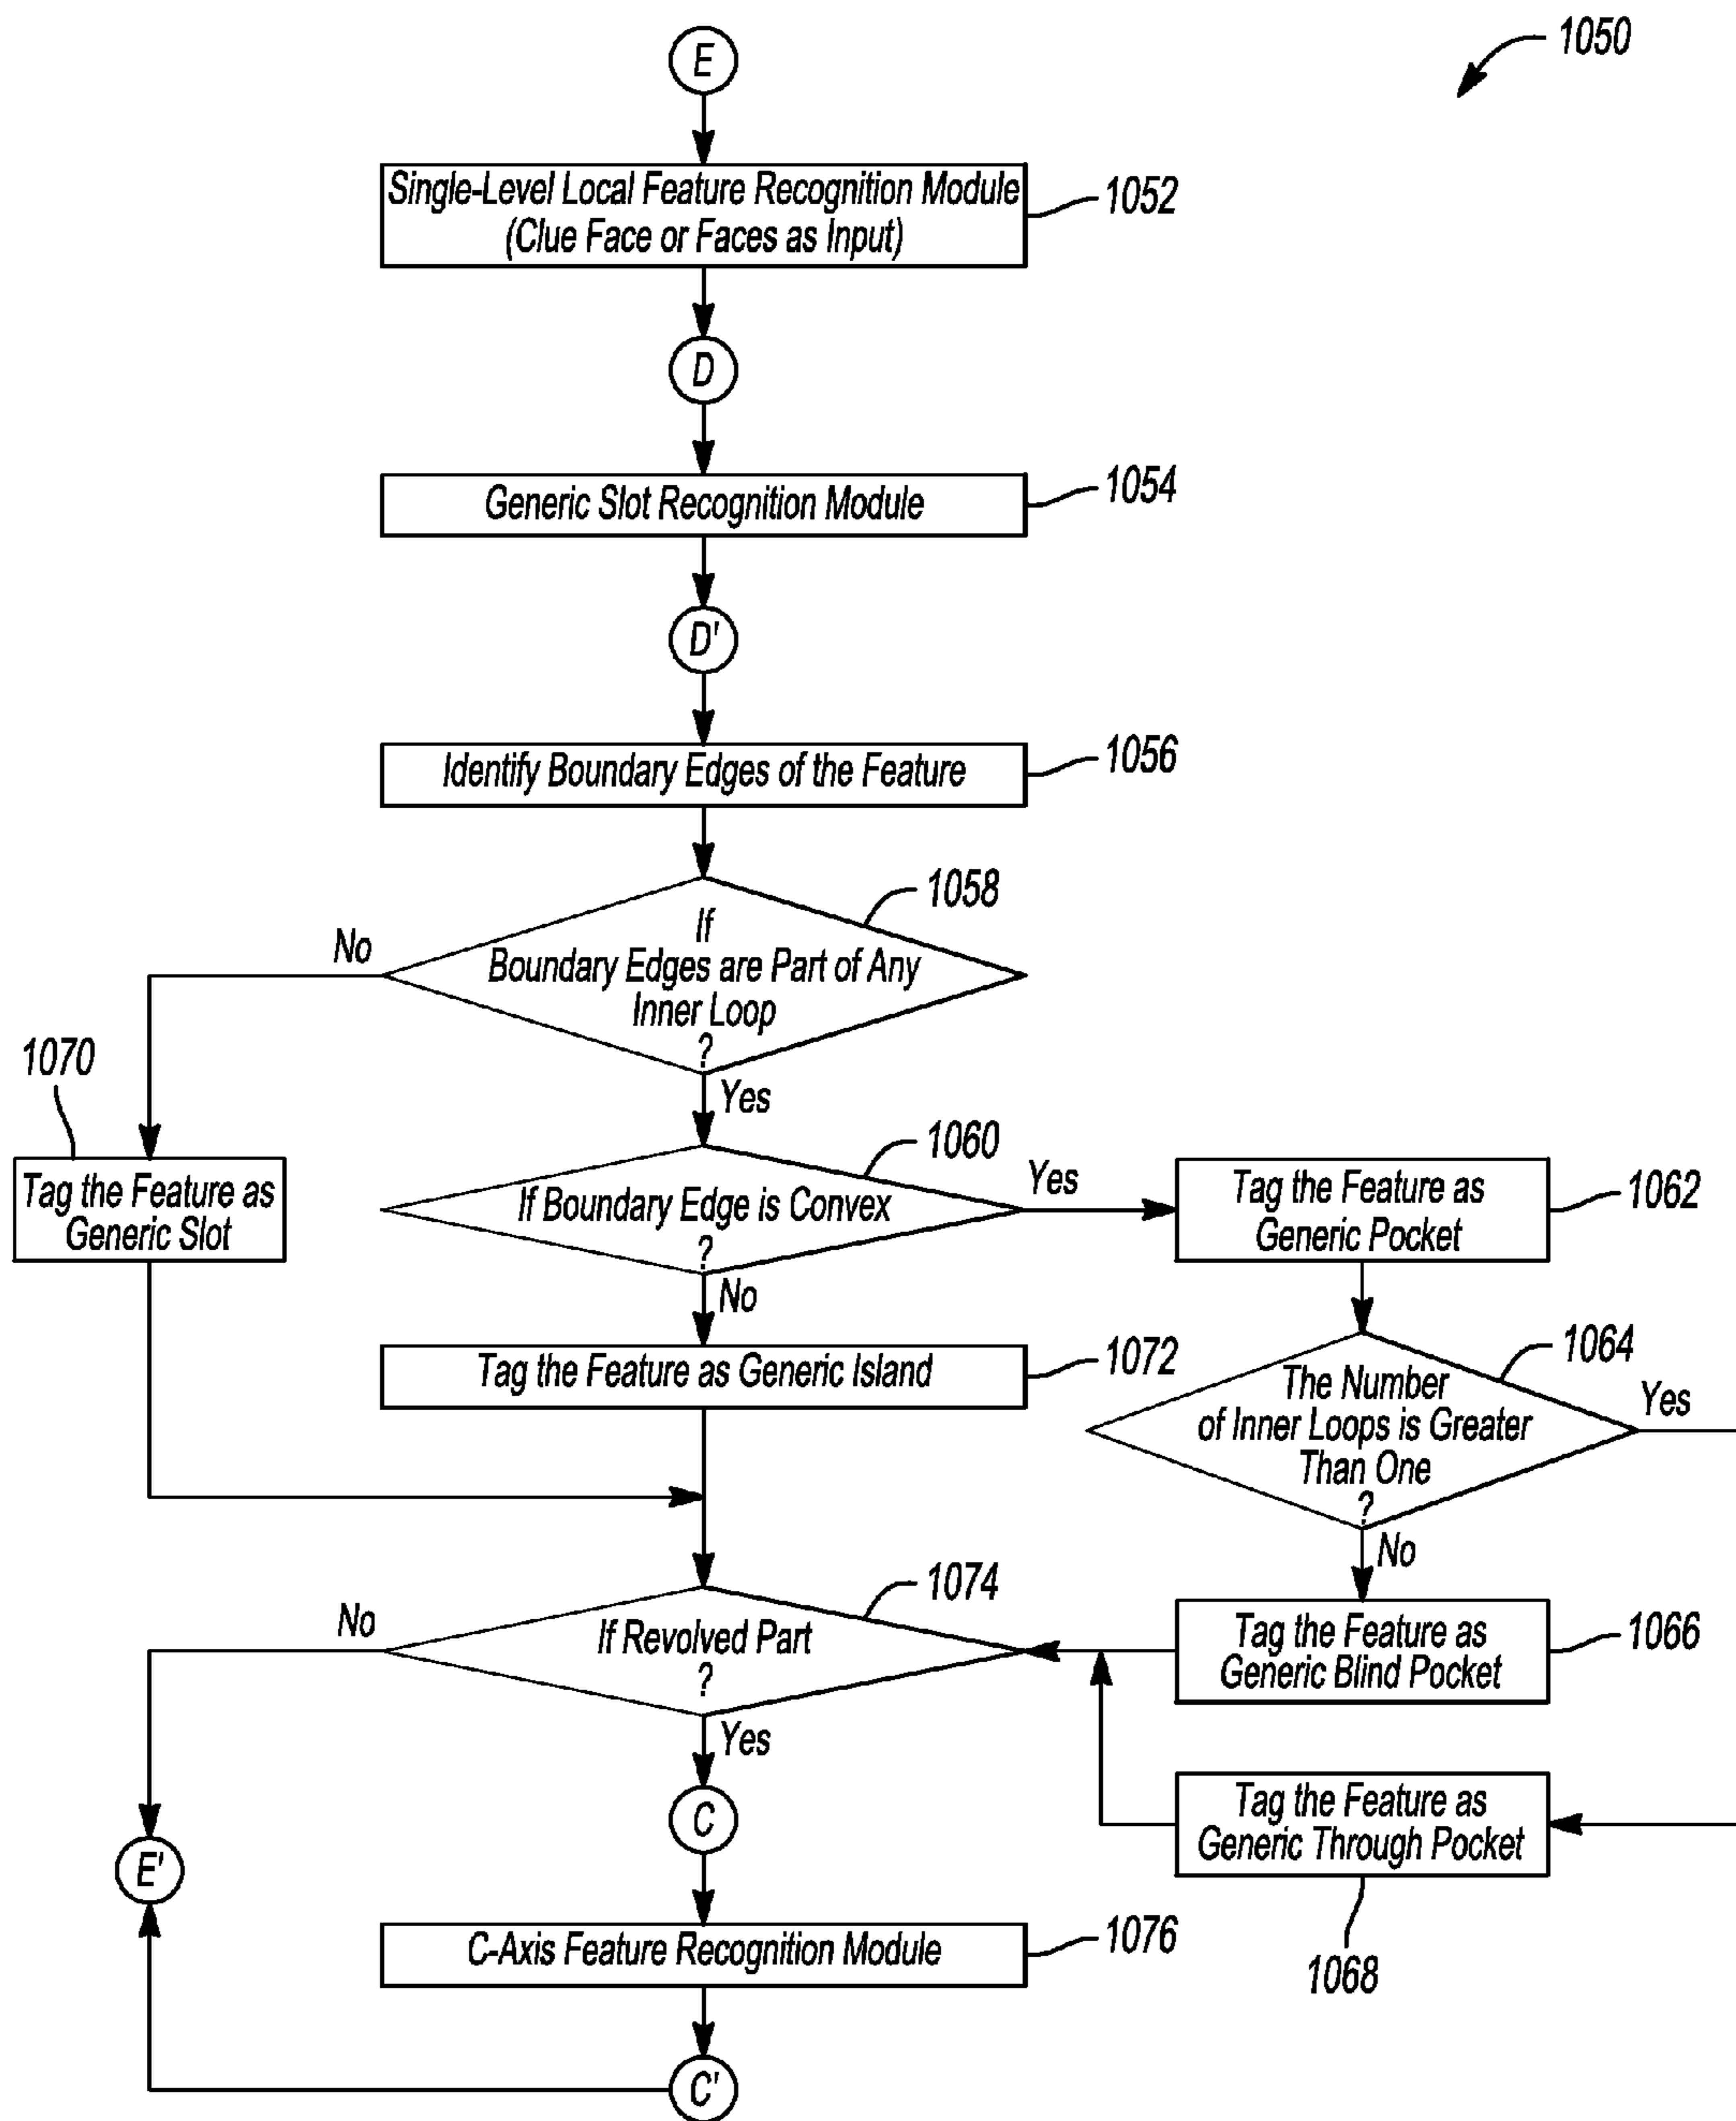 1050
E
Single-Level Local Feature Recognition Module
(Clue Face or Faces as Input)
1052
D
Generic Slot Recognition Module
1054
D'
Identify Boundary Edges of the Feature
1056
1058
If
Boundary Edges are Part of Any
Inner Loop
?
No
Yes
1070
Tag the Feature as
Generic Slot
1060
If Boundary Edge is Convex
?
Yes
No
Tag the Feature as
Generic Pocket
1062
Tag the Feature as Generic Island
1072
1064
The Number
of Inner Loops is Greater
Than One
?
Yes
No
1074
If Revolved Part
?
No
Yes
Tag the Feature as
Generic Blind Pocket
1066
Tag the Feature as
Generic Through Pocket
1068
C
E'
C-Axis Feature Recognition Module
1076
C'